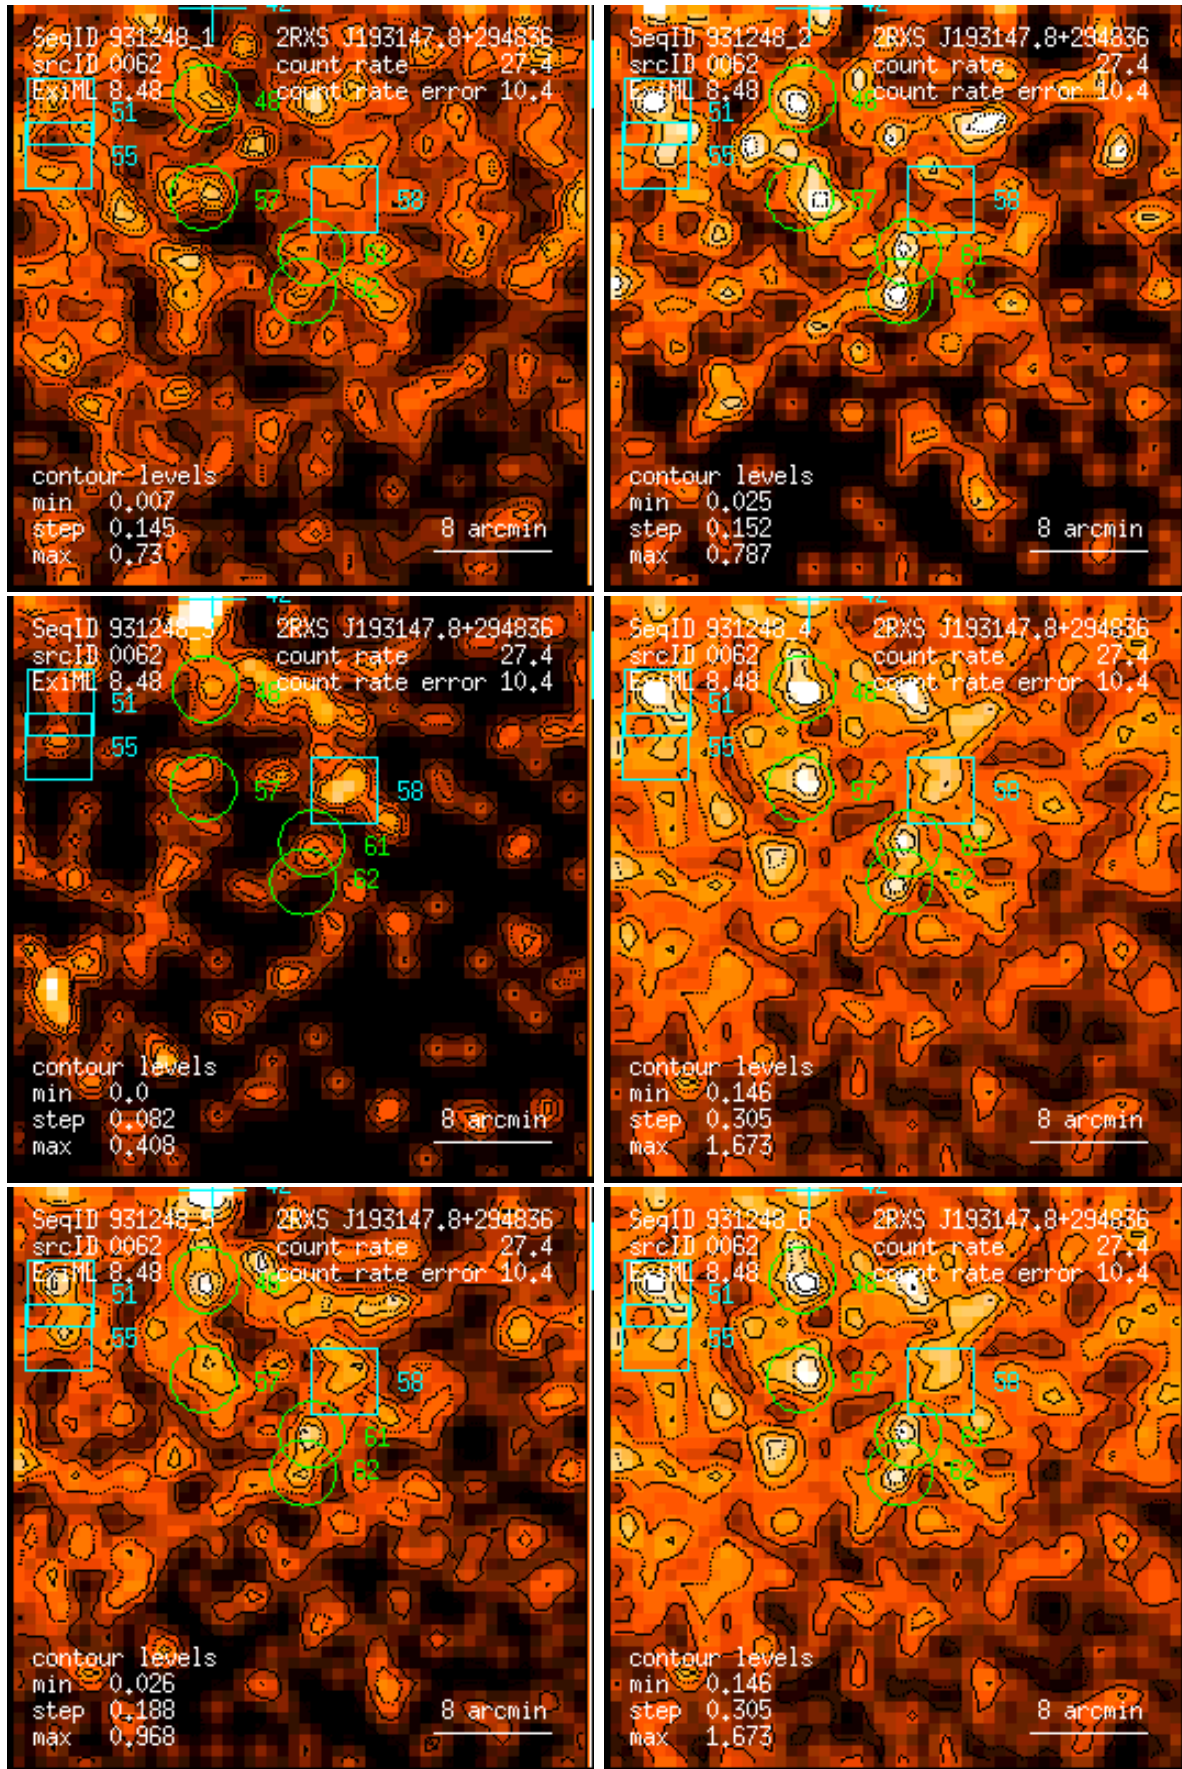 42
SeqID 931248_1 2RXS J193147.8+294836
srcID 0062 count rate 27.4
ExiML 8.48 48 count rate error 10.4
51
55
57 58
61
62
contour levels
min 0.007
step 0.145 8 arcmin
max 0.73
42
SeqID 931248_2 2RXS J193147.8+294836
srcID 0062 count rate 27.4
ExiML 8.48 48 count rate error 10.4
51
55
57 58
61
62
contour levels
min 0.025
step 0.152 8 arcmin
max 0.787
42
SeqID 931248_3 2RXS J193147.8+294836
srcID 0062 count rate 27.4
ExiML 8.48 48 count rate error 10.4
51
55
57 58
61
62
contour levels
min 0.0
step 0.082 8 arcmin
max 0.408
42
SeqID 931248_4 2RXS J193147.8+294836
srcID 0062 count rate 27.4
ExiML 8.48 48 count rate error 10.4
51
55
57 58
61
62
contour levels
min 0.146
step 0.305 8 arcmin
max 1.673
42
SeqID 931248_5 2RXS J193147.8+294836
srcID 0062 count rate 27.4
ExiML 8.48 48 count rate error 10.4
51
55
57 58
61
62
contour levels
min 0.026
step 0.188 8 arcmin
max 0.968
42
SeqID 931248_6 2RXS J193147.8+294836
srcID 0062 count rate 27.4
ExiML 8.48 48 count rate error 10.4
51
55
57 58
61
62
contour levels
min 0.146
step 0.305 8 arcmin
max 1.673